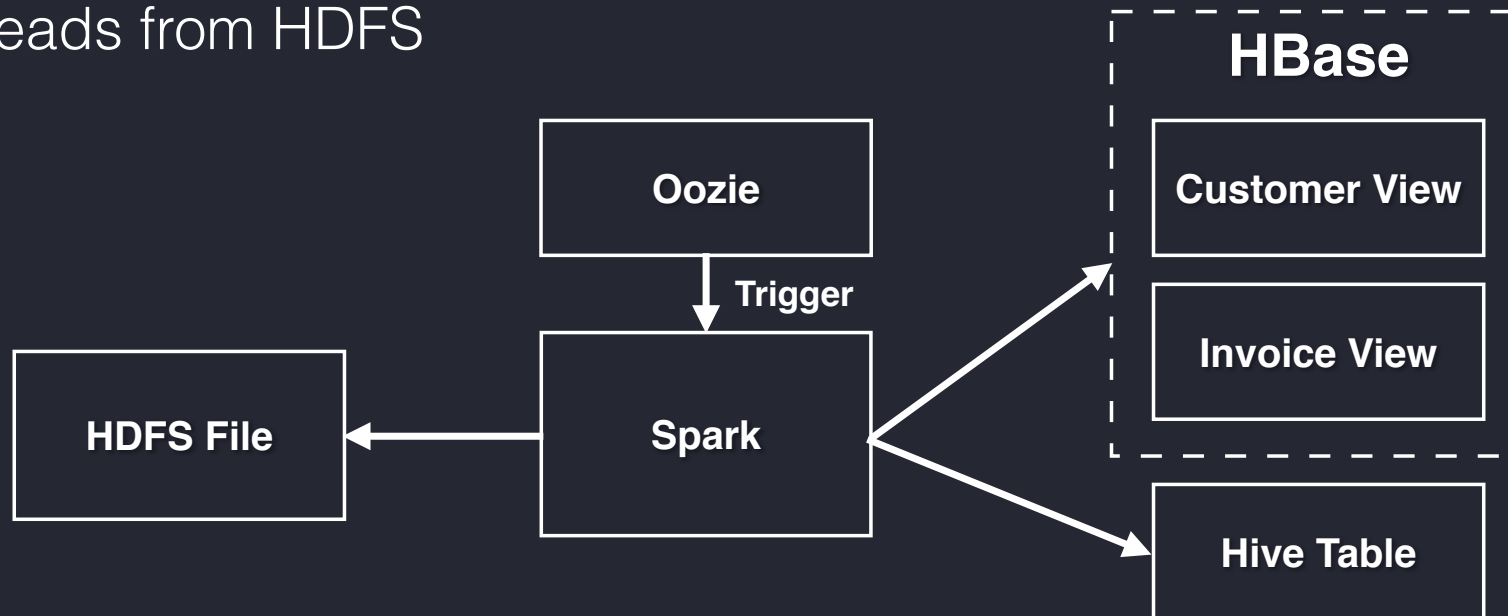 eads from HDFS
HBase
Oozie
Customer View
Trigger
Invoice View
HDFS File
Spark
Hive Table